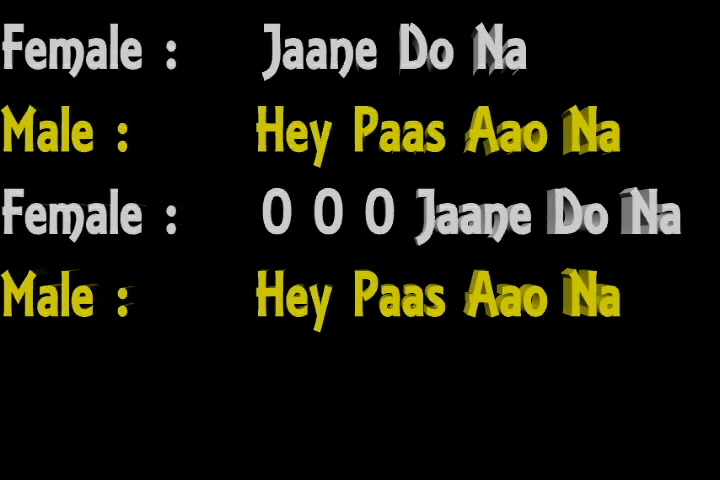 Female : Jaane Do Na
Male : Hey Paas Aao Na
Female : O O O Jaane Do Na
Male : Hey Paas Aao Na